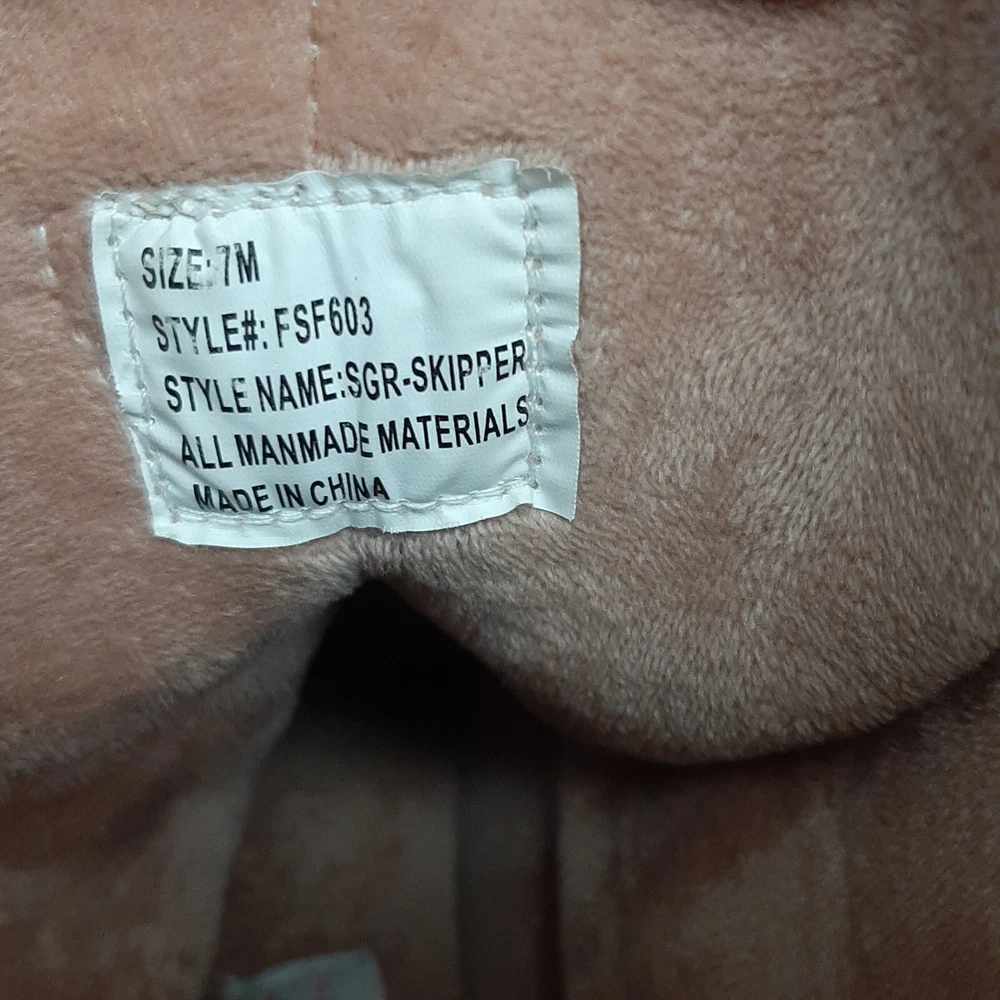 SIZE: 7M
STYLE#: FSF603
STYLE NAME:SGR-SKIPPER
ALL MANMADE MATERIALS
MADE IN CHINA